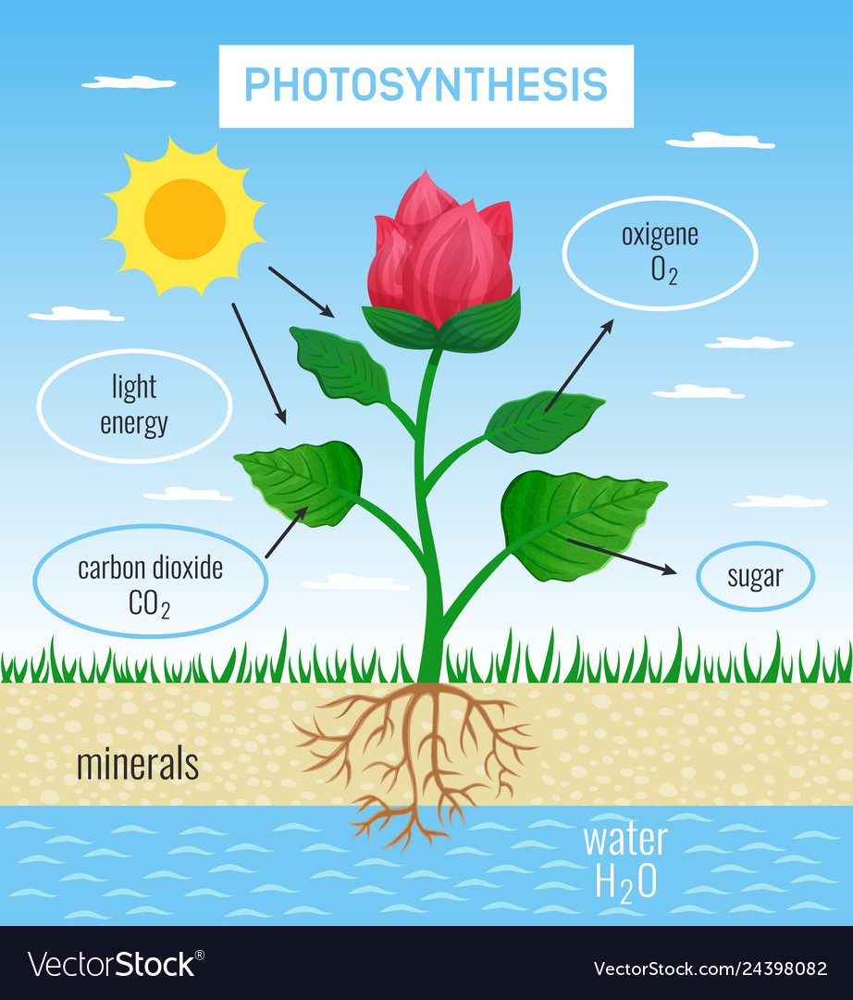 PHOTOSYNTHESIS
oxigene
O₂
light
energy
carbon dioxide
CO₂
sugar
minerals
water
H₂O
VectorStock®
VectorStock.com/24398082